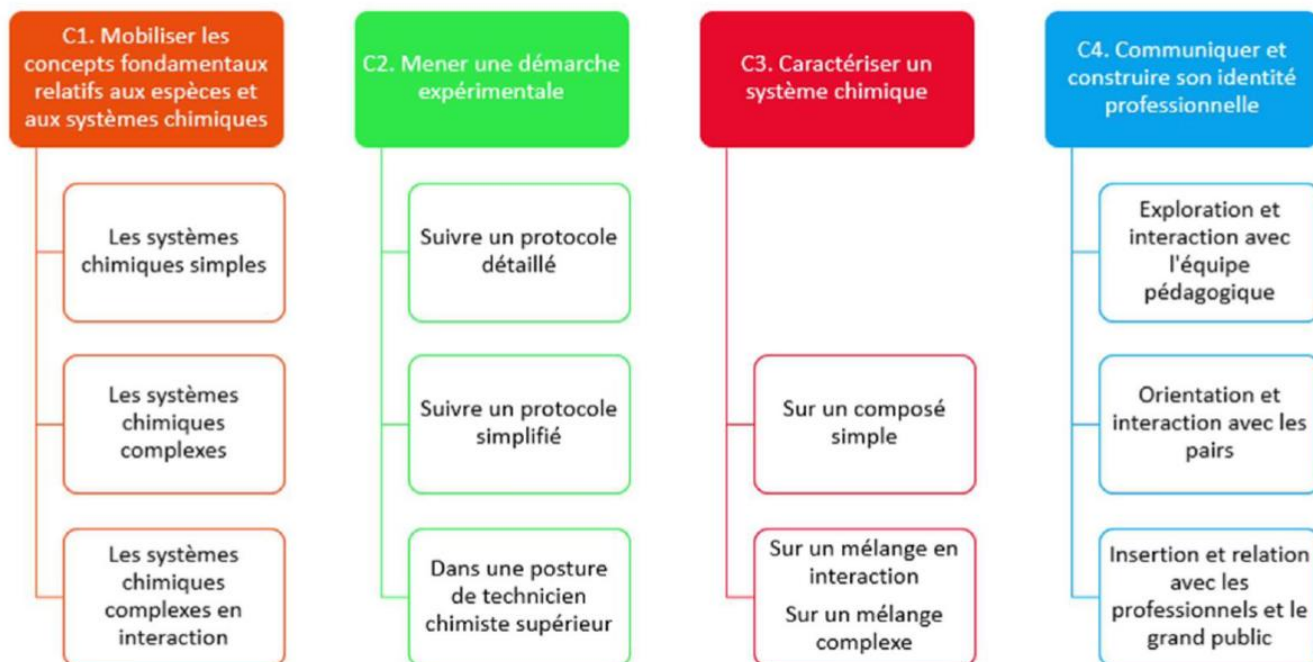 C1. Mobiliser les
concepts fondamentaux
relatifs aux espèces et
aux systèmes chimiques
Les systèmes
chimiques simples
Les systèmes
chimiques
complexes
Les systèmes
chimiques
complexes en
interaction
C2. Mener une démarche
expérimentale
Suivre un protocole
détaillé
Suivre un protocole
simplifié
Dans une posture
de technicien
chimiste supérieur
C3. Caractériser un
système chimique
Sur un composé
simple
Sur un mélange en
interaction
Sur un mélange
complexe
C4. Communiquer et
construire son identité
professionnelle
Exploration et
interaction avec
l'équipe
pédagogique
Orientation et
interaction avec les
pairs
Insertion et relation
avec les
professionnels et le
grand public